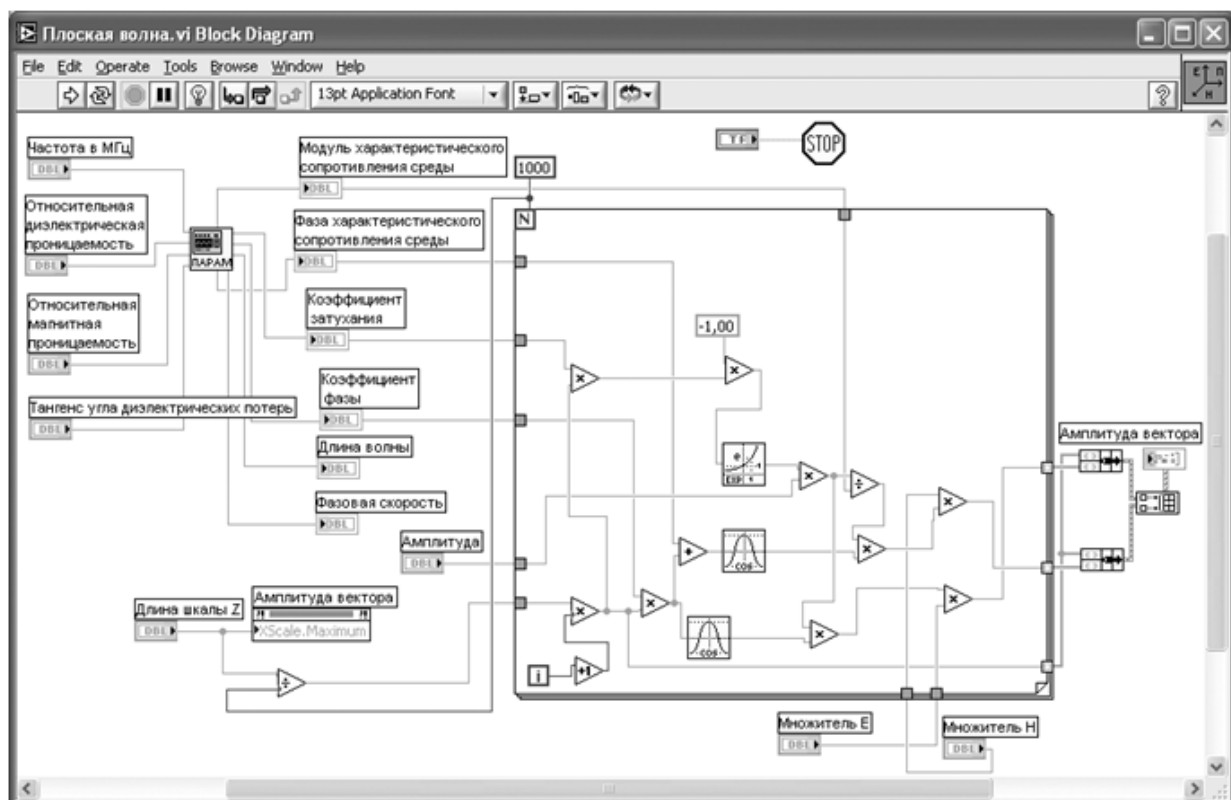 Плоская волна.vi Block Diagram
File Edit Operate Tools Browse Window Help
13pt Application Font
Частота в МГц
DBL
Относительная
диэлектрическая
проницаемость
DBL
Относительная
магнитная
проницаемость
DBL
Тангенс угла диэлектрических потерь
DBL
ПАРАМ
Модуль характеристического
сопротивления среды
DBL
Фаза характеристического
сопротивления среды
DBL
Коэффициент
затухания
DBL
Коэффициент
фазы
DBL
Длина волны
DBL
Фазовая скорость
DBL
Амплитуда
DBL
Длина шкалы Z
DBL
Амплитуда вектора
XScale.Maximum
1000
N
TF
STOP
-1,00
EXP
COS
COS
i
+1
Амплитуда вектора
Множитель E
DBL
Множитель H
DBL
E
П
H